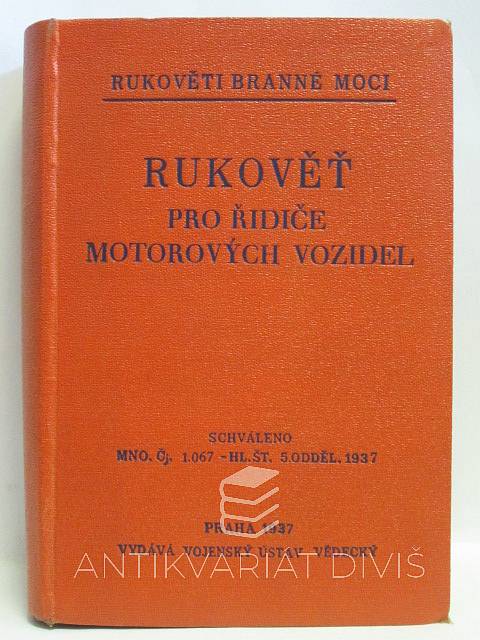 RUKOVĚTI BRANNÉ MOCI
RUKOVĚŤ
PRO ŘIDIČE
MOTOROVÝCH VOZIDEL
SCHVÁLENO
MNO. Čj. 1.067 - HL. ŠT. 5. ODDĚL. 1937
PRAHA 1937
VYDÁVÁ VOJENSKÝ ÚSTAV VĚDECKÝ
ANTIKVARIÁT DIVIŠ